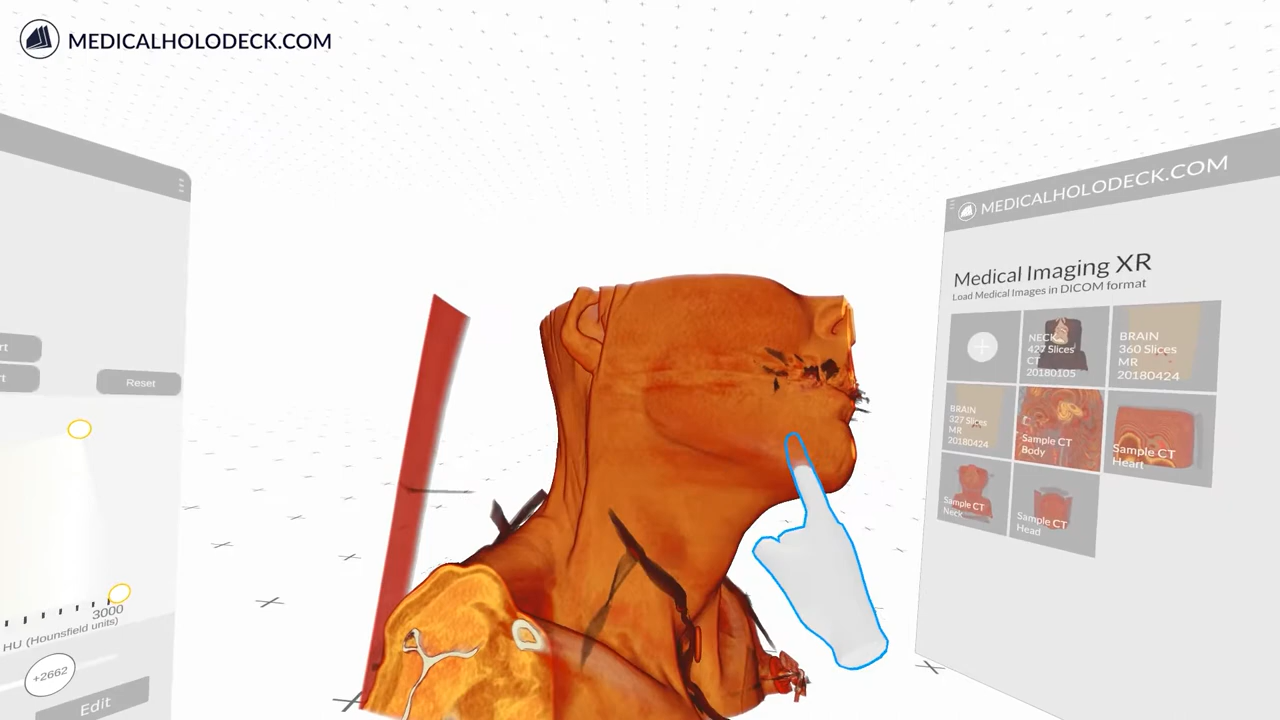 MEDICALHOLODECK.COM
MEDICALHOLODECK.COM
Medical Imaging XR
Load Medical Images in DICOM format
NECK
427 Slices
CT
20180105
BRAIN
360 Slices
MR
20180424
BRAIN
327 Slices
MR
20180424
Sample CT
Body
Sample CT
Heart
Sample CT
Neck
Sample CT
Head
rt
rt
Reset
3000
HU (Hounsfield units)
+2662
Edit